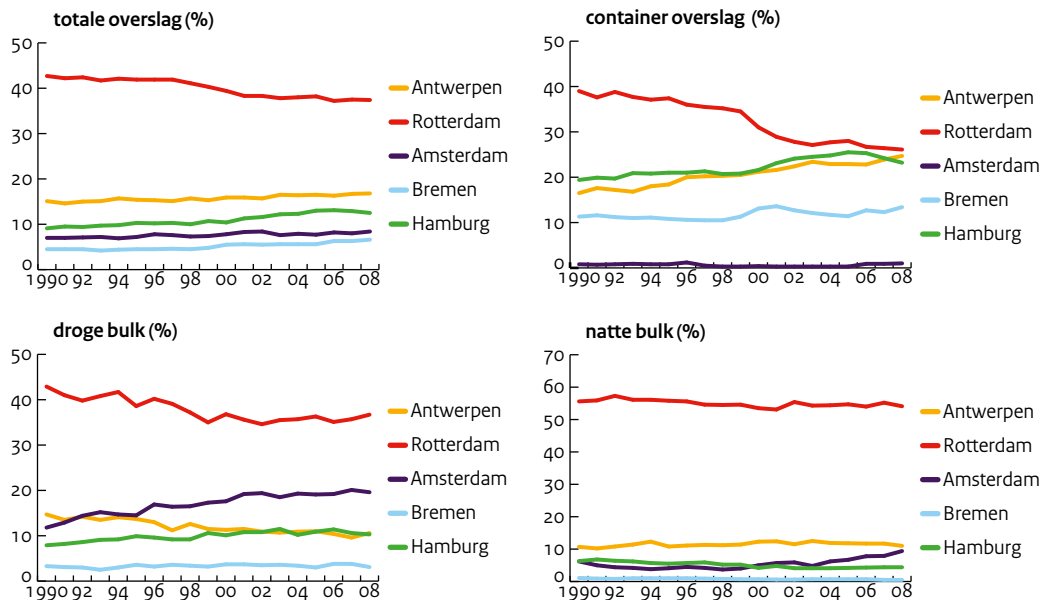 totale overslag (%)
50
40
30
20
10
0
1990 92 94 96 98 00 02 04 06 08
Antwerpen
Rotterdam
Amsterdam
Bremen
Hamburg
container overslag (%)
50
40
30
20
10
0
1990 92 94 96 98 00 02 04 06 08
Antwerpen
Rotterdam
Amsterdam
Bremen
Hamburg
droge bulk (%)
50
40
30
20
10
0
1990 92 94 96 98 00 02 04 06 08
Antwerpen
Rotterdam
Amsterdam
Bremen
Hamburg
natte bulk (%)
70
60
50
40
30
20
10
0
1990 92 94 96 98 00 02 04 06 08
Antwerpen
Rotterdam
Amsterdam
Bremen
Hamburg